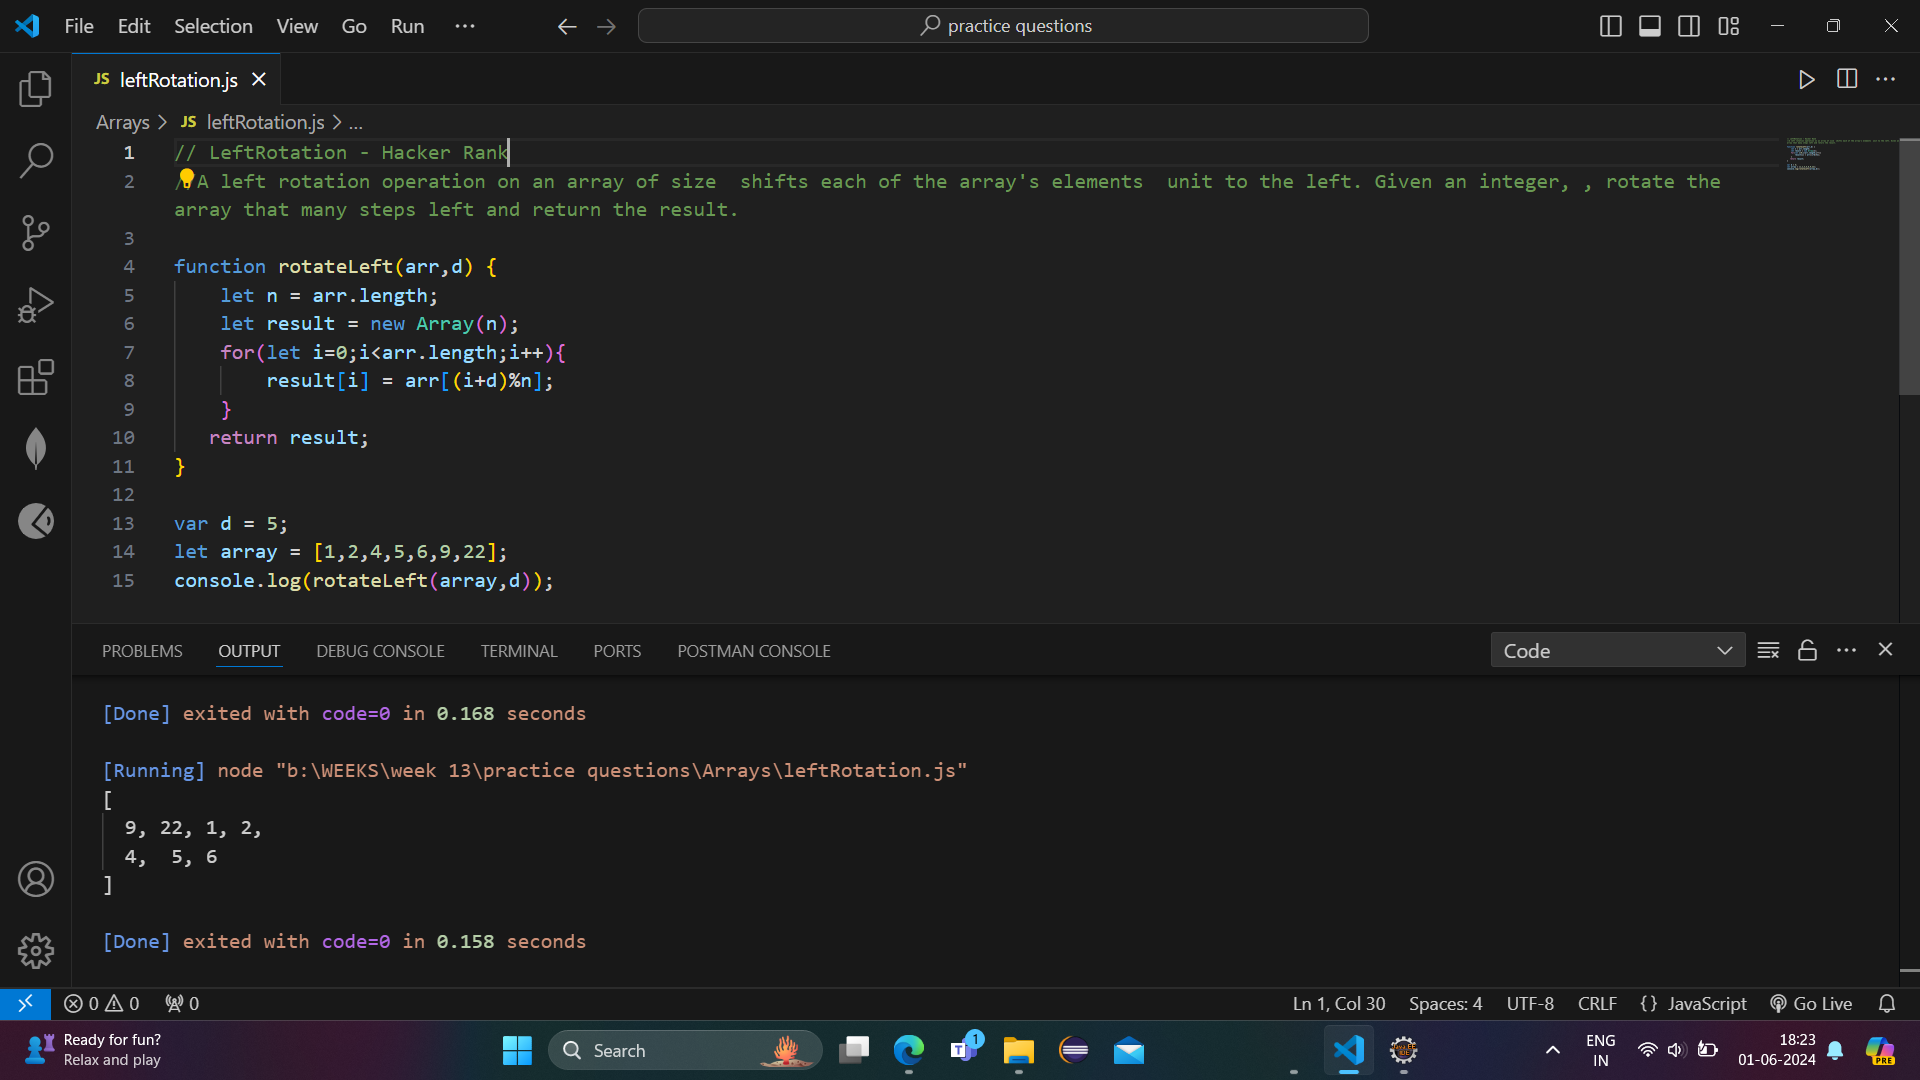 File Edit Selection View Go Run ... practice questions
JS leftRotation.js
Arrays > JS leftRotation.js > ...
1 // LeftRotation - Hacker Rank
2 / A left rotation operation on an array of size  shifts each of the array's elements  unit to the left. Given an integer, , rotate the
array that many steps left and return the result.
3
4 function rotateLeft(arr,d) {
5     let n = arr.length;
6     let result = new Array(n);
7     for(let i=0;i<arr.length;i++){
8         result[i] = arr[(i+d)%n];
9     }
10    return result;
11 }
12
13 var d = 5;
14 let array = [1,2,4,5,6,9,22];
15 console.log(rotateLeft(array,d));
PROBLEMS OUTPUT DEBUG CONSOLE TERMINAL PORTS POSTMAN CONSOLE Code
[Done] exited with code=0 in 0.168 seconds
[Running] node "b:\WEEKS\week 13\practice questions\Arrays\leftRotation.js"
[
  9, 22, 1, 2,
  4,  5, 6
]
[Done] exited with code=0 in 0.158 seconds
0 0 0 Ln 1, Col 30 Spaces: 4 UTF-8 CRLF {} JavaScript Go Live
Ready for fun?
Relax and play
Search
T
1
ENG
IN
18:23
01-06-2024
PRE